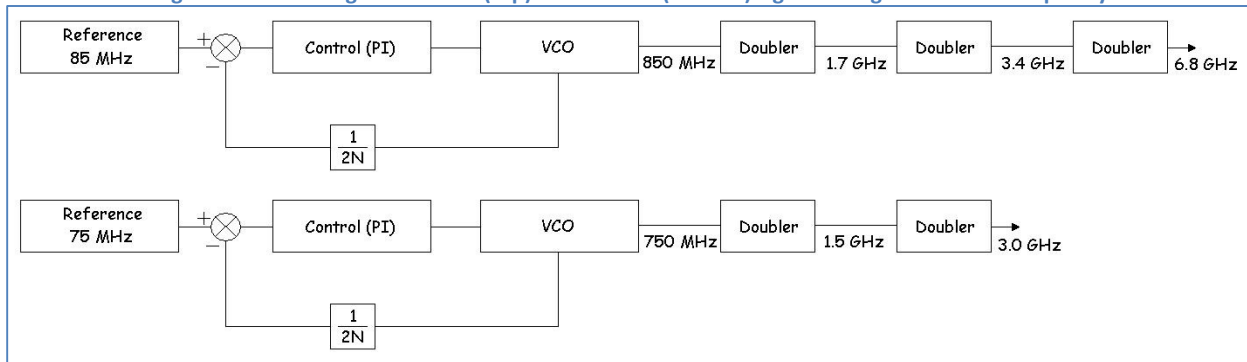 Reference
85 MHz
+
−
Control (PI)
VCO
850 MHz
Doubler
1.7 GHz
Doubler
3.4 GHz
Doubler
6.8 GHz
1
2N
Reference
75 MHz
+
−
Control (PI)
VCO
750 MHz
Doubler
1.5 GHz
Doubler
3.0 GHz
1
2N